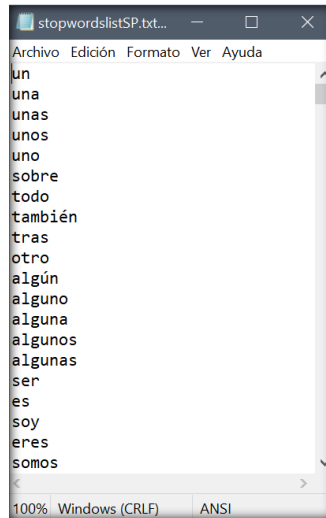 stopwordslistSP.txt...
Archivo Edición Formato Ver Ayuda
un
una
unas
unos
uno
sobre
todo
también
tras
otro
algún
alguno
alguna
algunos
algunas
ser
es
soy
eres
somos
100% Windows (CRLF) ANSI